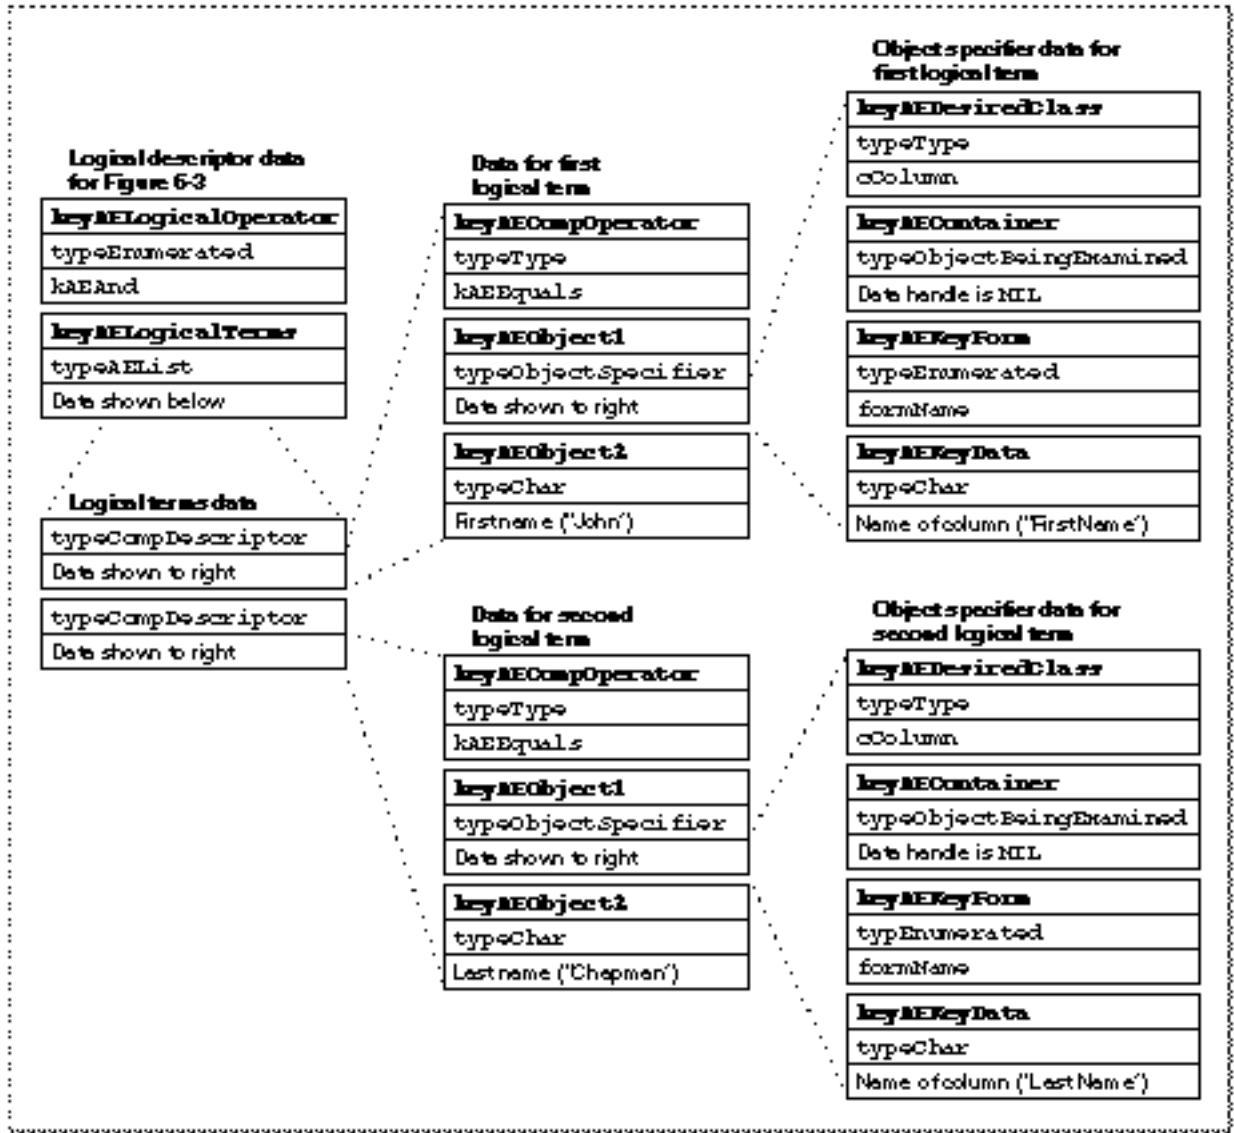 Logical descriptor data
for Figure 6-3
keyAELogicalOperator
typeEnumerated
kAEAnd
keyAELogicalTerms
typeAEList
Data shown below
Logical terms data
typeCompDescriptor
Data shown to right
typeCompDescriptor
Data shown to right
Data for first
logical term
keyAECompOperator
typeType
kAEEquals
keyAEObject1
typeObjectSpecifier
Data shown to right
keyAEObject2
typeChar
First name ("John")
Data for second
logical term
keyAECompOperator
typeType
kAEEquals
keyAEObject1
typeObjectSpecifier
Data shown to right
keyAEObject2
typeChar
Last name ("Chapman")
Object specifier data for
first logical term
keyAEDesiredClass
typeType
cColumn
keyAEContainer
typeObjectBeingExamined
Data handle is NIL
keyAEKeyForm
typeEnumerated
formName
keyAEKeyData
typeChar
Name of column ("FirstName")
Object specifier data for
second logical term
keyAEDesiredClass
typeType
cColumn
keyAEContainer
typeObjectBeingExamined
Data handle is NIL
keyAEKeyForm
typEnumerated
formName
keyAEKeyData
typeChar
Name of column ("LastName")